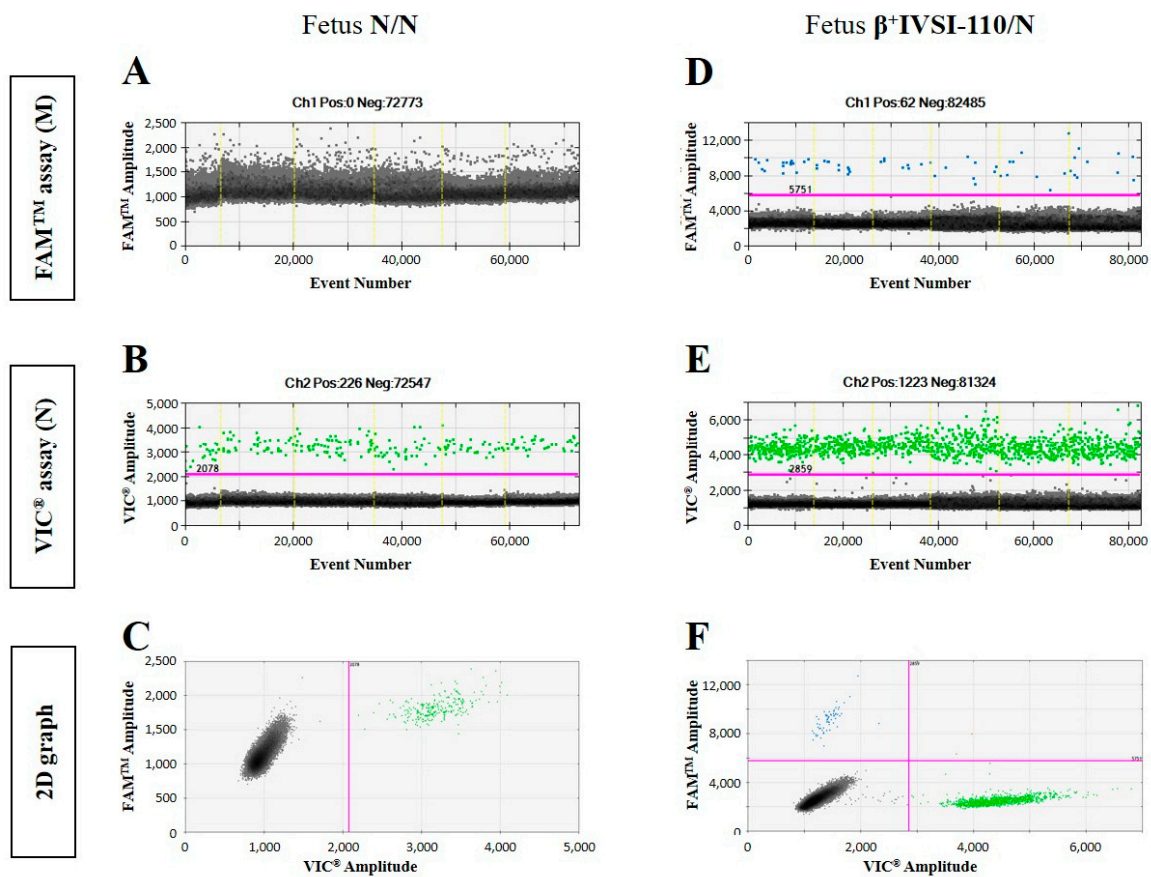 Fetus N/N
Fetus β⁺IVSI-110/N
FAM™ assay (M)
VIC® assay (N)
2D graph
A
Ch1 Pos:0 Neg:72773
FAM™ Amplitude
2,500
2,000
1,500
1,000
500
0
0
20,000
40,000
60,000
Event Number
D
Ch1 Pos:62 Neg:82485
FAM™ Amplitude
12,000
8,000
4,000
0
5751
0
20,000
40,000
60,000
80,000
Event Number
B
Ch2 Pos:226 Neg:72547
VIC® Amplitude
5,000
4,000
3,000
2,000
1,000
0
2078
0
20,000
40,000
60,000
Event Number
E
Ch2 Pos:1223 Neg:81324
VIC® Amplitude
6,000
4,000
2,000
0
2859
0
20,000
40,000
60,000
80,000
Event Number
C
FAM™ Amplitude
2,500
2,000
1,500
1,000
500
0
2078
0
1,000
2,000
3,000
4,000
5,000
VIC® Amplitude
F
FAM™ Amplitude
12,000
8,000
4,000
0
2859
5751
0
2,000
4,000
6,000
VIC® Amplitude